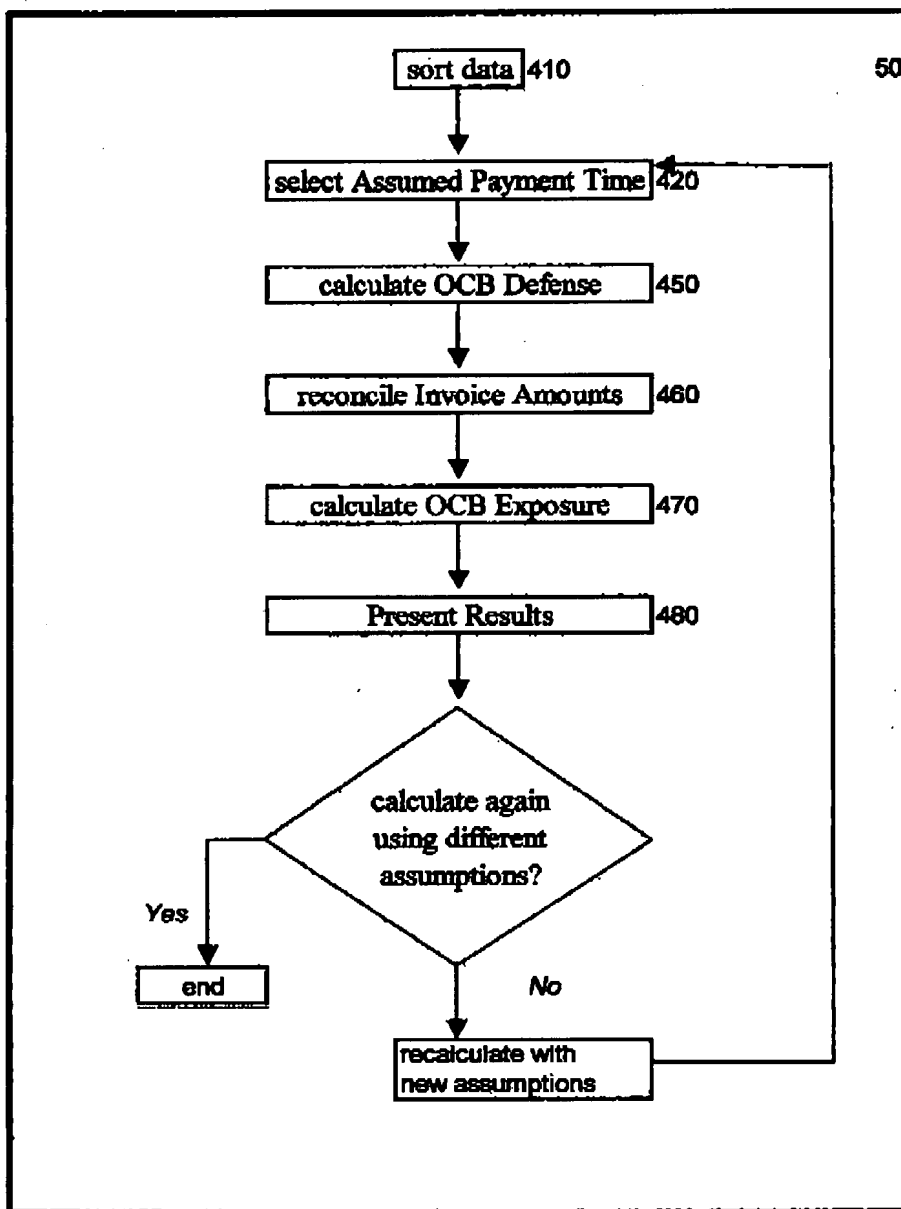 sort data 410
50
select Assumed Payment Time 420
calculate OCB Defense 450
reconcile Invoice Amounts 460
calculate OCB Exposure 470
Present Results 480
calculate again
using different
assumptions?
Yes
end
No
recalculate with
new assumptions